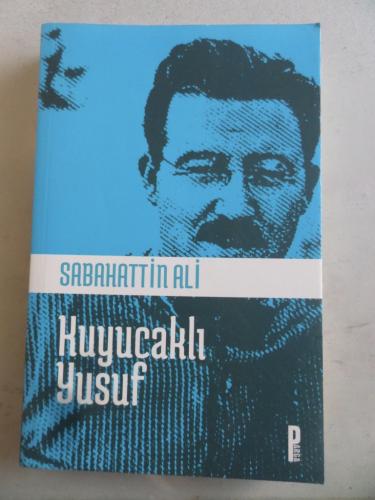 SABAHATTİN ALİ
Kuyucaklı
Yusuf
P